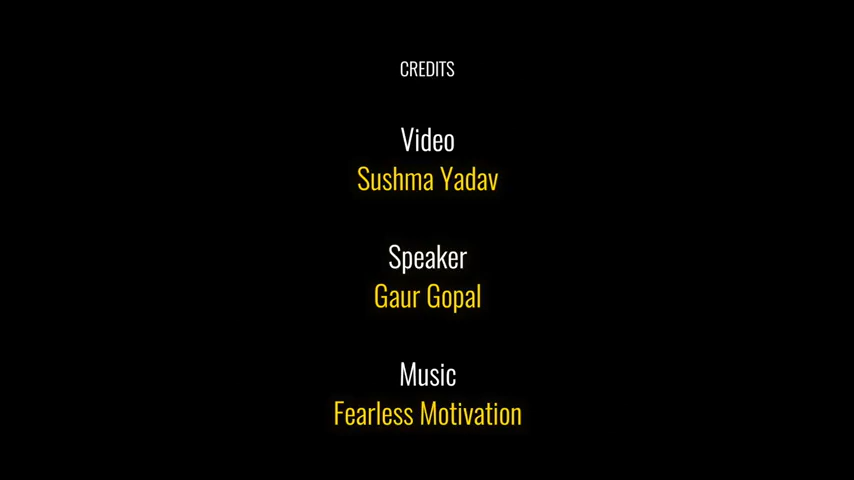 CREDITS
Video
Sushma Yadav
Speaker
Gaur Gopal
Music
Fearless Motivation